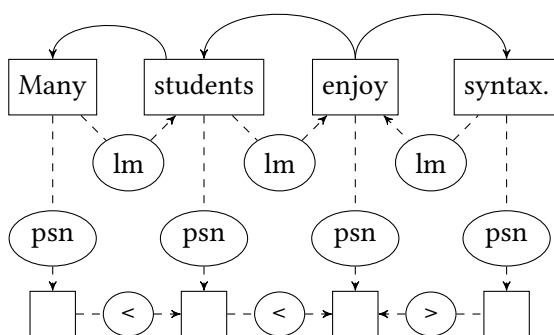 Many students enjoy syntax.
lm lm lm
psn psn psn psn
< < >